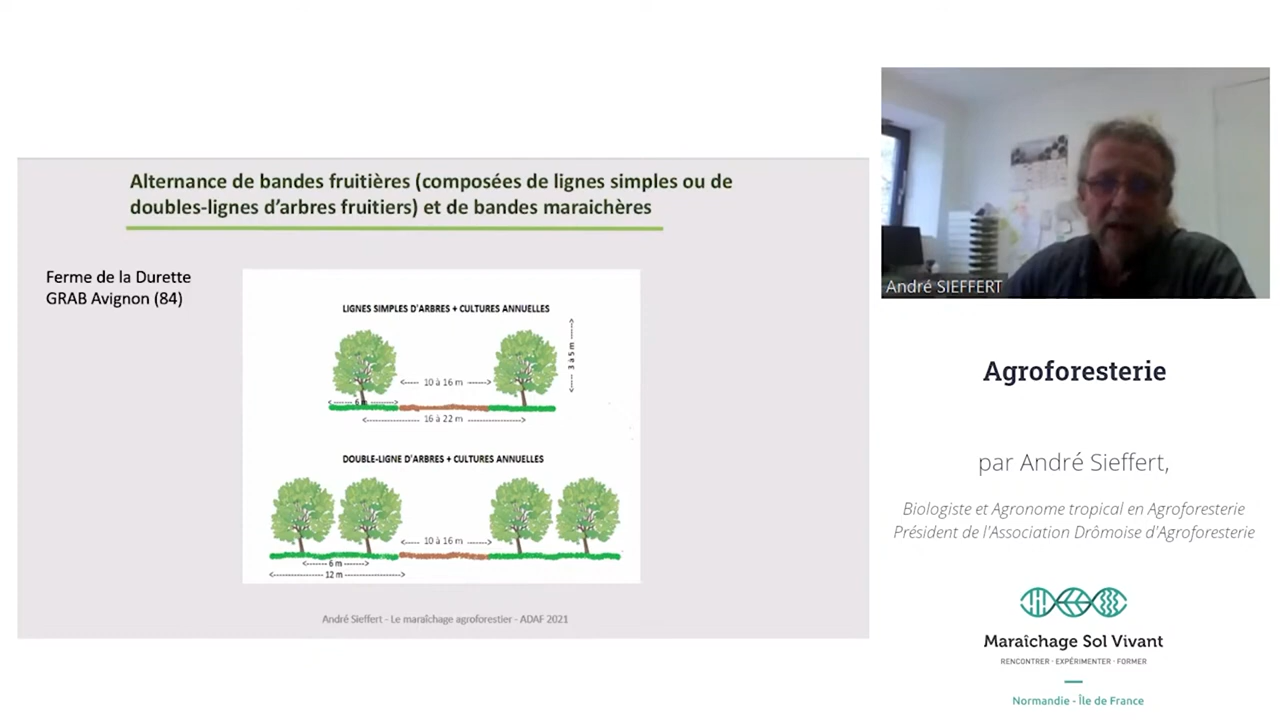 Alternance de bandes fruitières (composées de lignes simples ou de
doubles-lignes d'arbres fruitiers) et de bandes maraichères
Ferme de la Durette
GRAB Avignon (84)
LIGNES SIMPLES D'ARBRES + CULTURES ANNUELLES
3 à 5 m
10 à 16 m
6 m
16 à 22 m
DOUBLE-LIGNE D'ARBRES + CULTURES ANNUELLES
10 à 16 m
6 m
12 m
André Sieffert - Le maraîchage agroforestier - ADAF 2021
André SIEFFERT
Agroforesterie
par André Sieffert,
Biologiste et Agronome tropical en Agroforesterie
Président de l'Association Drômoise d'Agroforesterie
Maraîchage Sol Vivant
RENCONTRER · EXPÉRIMENTER · FORMER
Normandie - Île de France